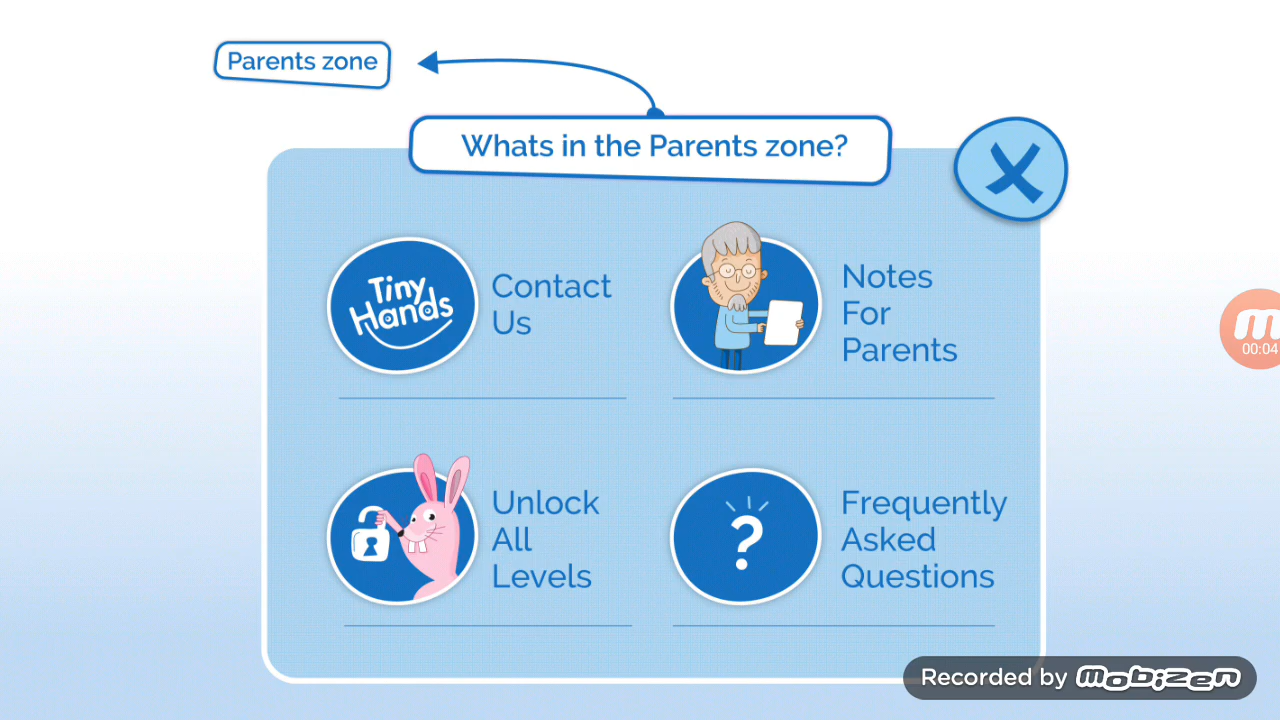 Parents zone
Whats in the Parents zone?
Tiny
Hands
Contact
Us
Notes
For
Parents
00:04
Unlock
All
Levels
?
Frequently
Asked
Questions
Recorded by mobizen